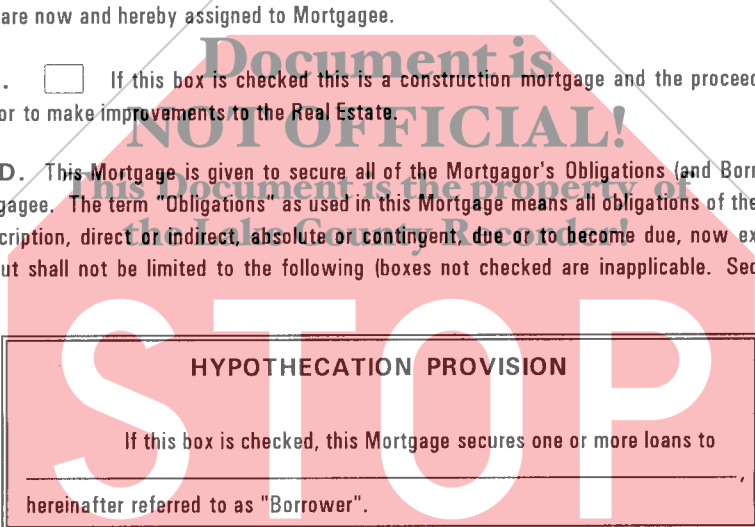 are now and hereby assigned to Mortgagee.
Document is
. If this box is checked this is a construction mortgage and the proceed
or to make improvements to the Real Estate.
NOT OFFICIAL!
D. This Mortgage is given to secure all of the Mortgagor's Obligations (and Borr
This Document is the property of
gagee. The term "Obligations" as used in this Mortgage means all obligations of the
cription, direct or indirect, absolute or contingent, due or to become due, now ex
the Lake County Recorder!
ut shall not be limited to the following (boxes not checked are inapplicable. Sec
STOP
HYPOTHECATION PROVISION
If this box is checked, this Mortgage secures one or more loans to
,
hereinafter referred to as "Borrower".